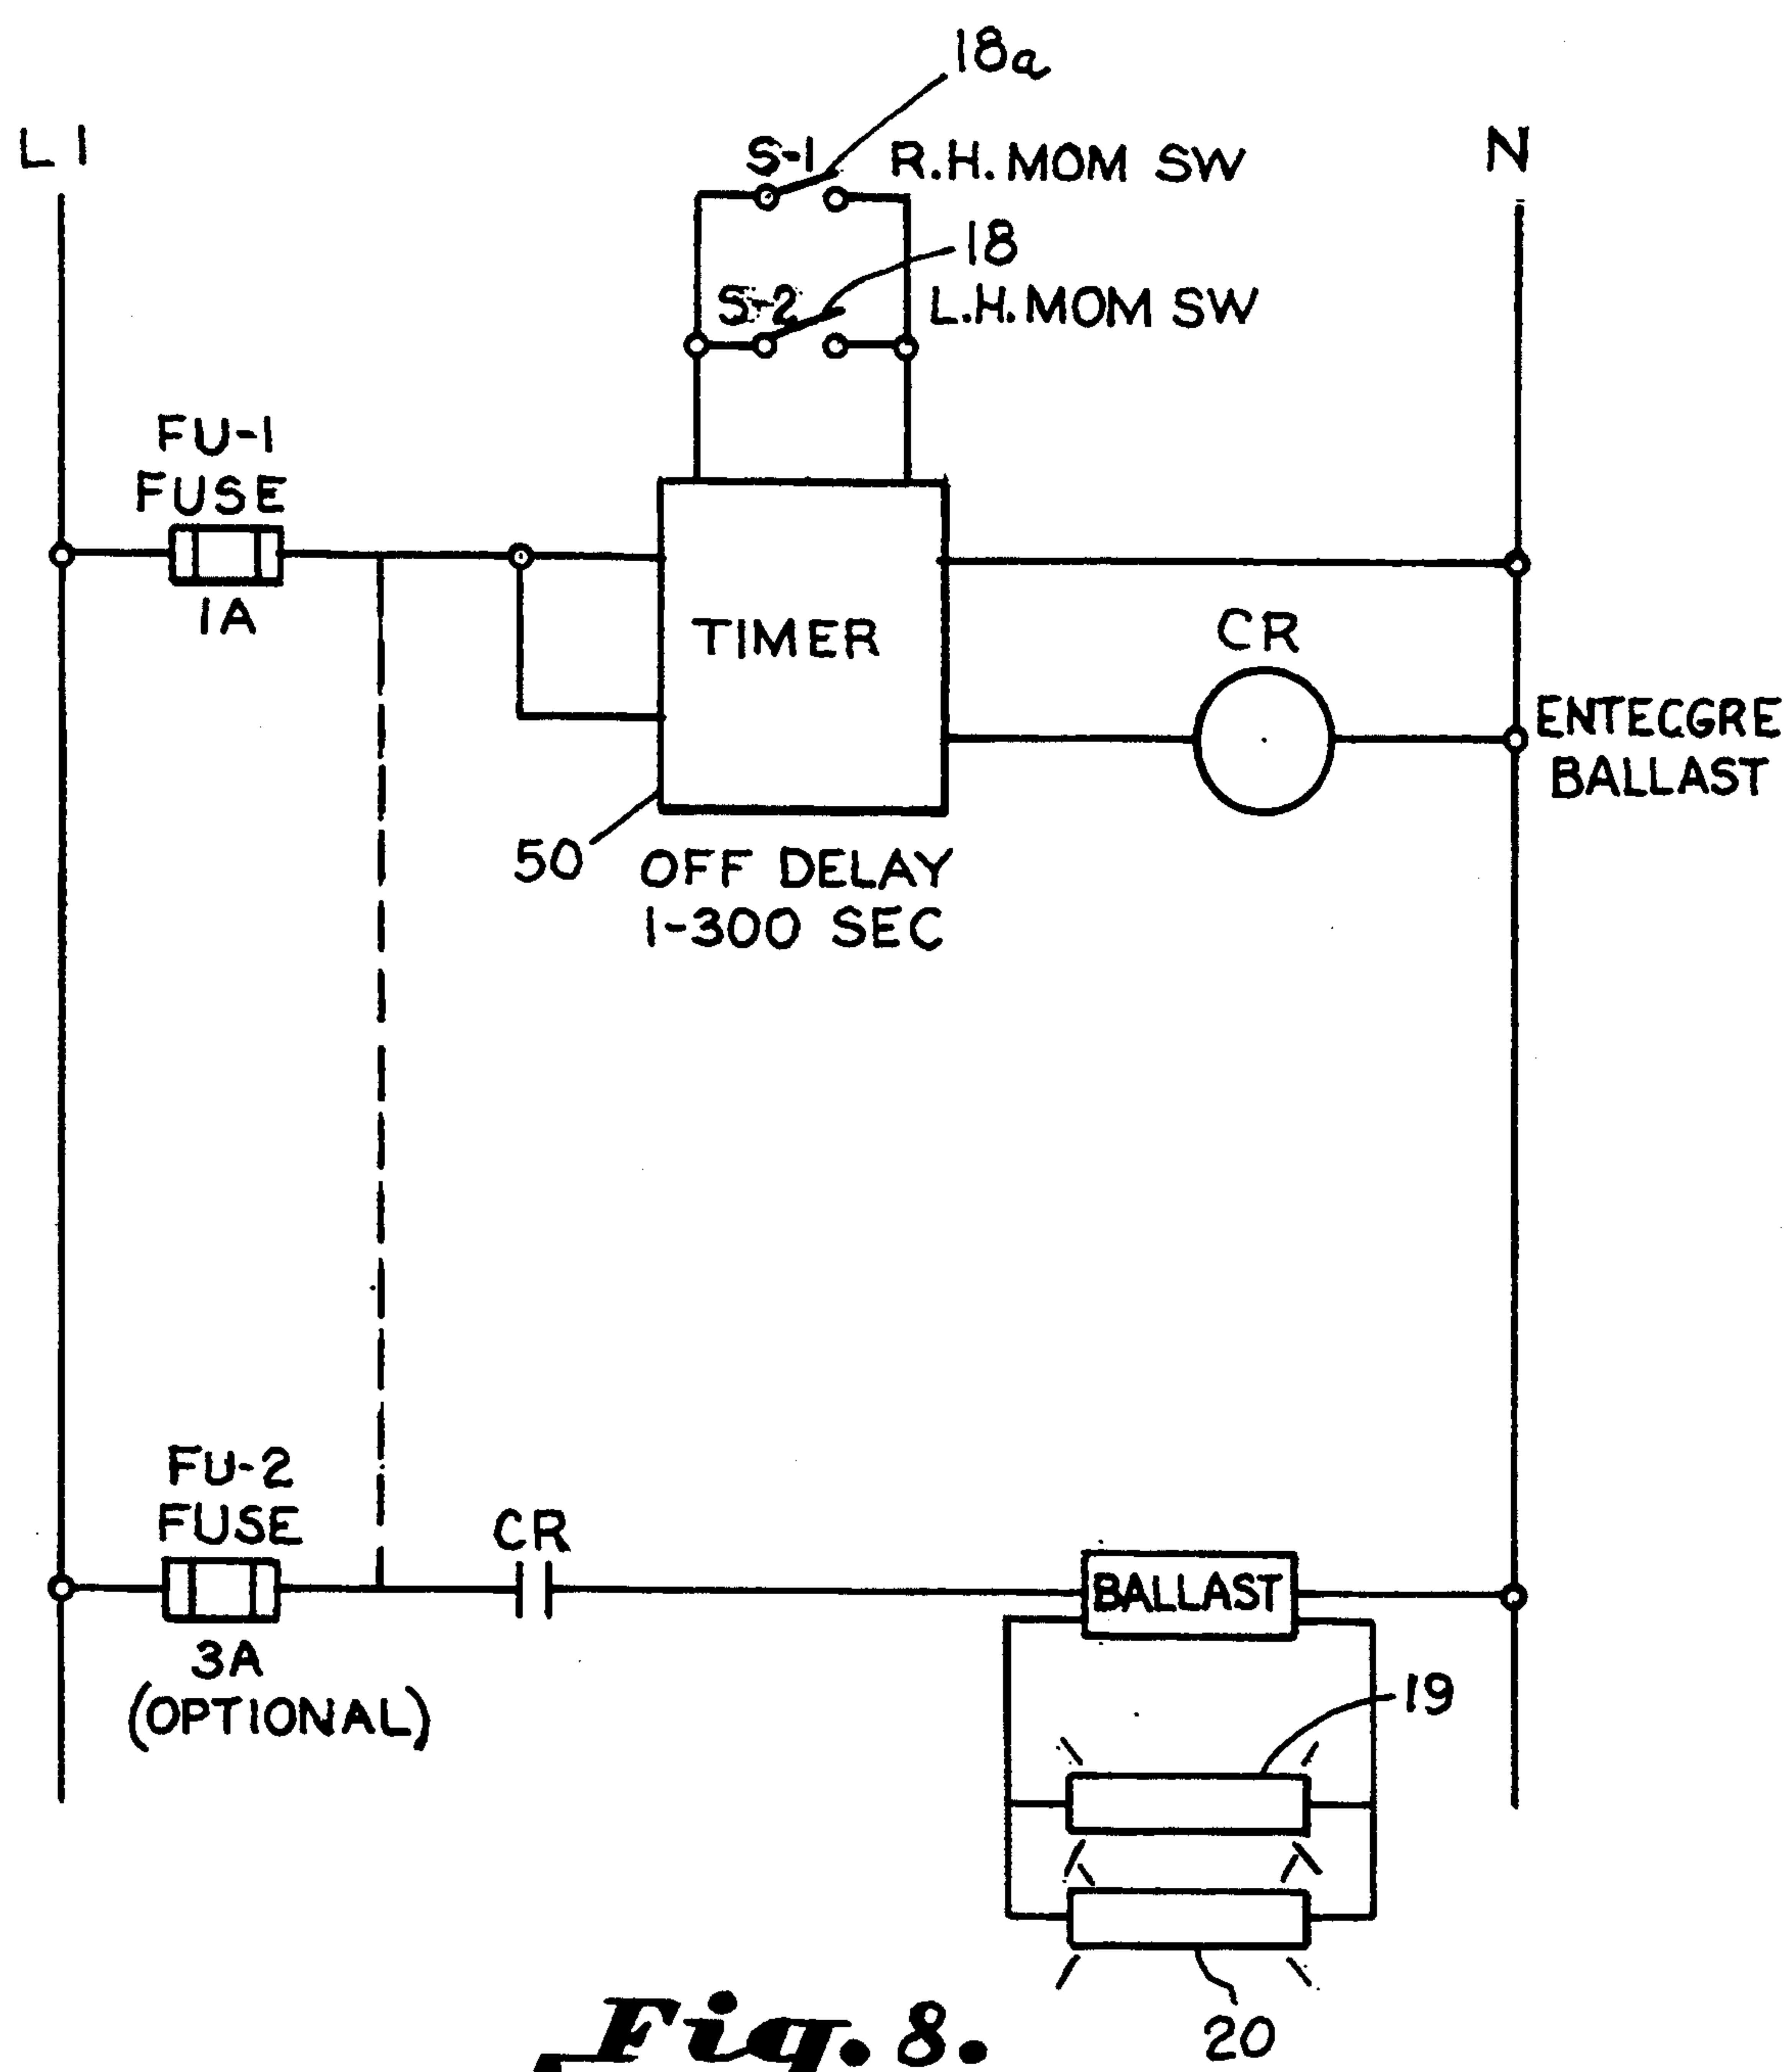 18a
L1
S-1
R.H. MOM SW
N
18
S-2
L.H. MOM SW
FU-1
FUSE
1A
TIMER
CR
ENTECGRE
BALLAST
50
OFF DELAY
1-300 SEC
FU-2
FUSE
CR
BALLAST
3A
(OPTIONAL)
19
20
Fig. 8.